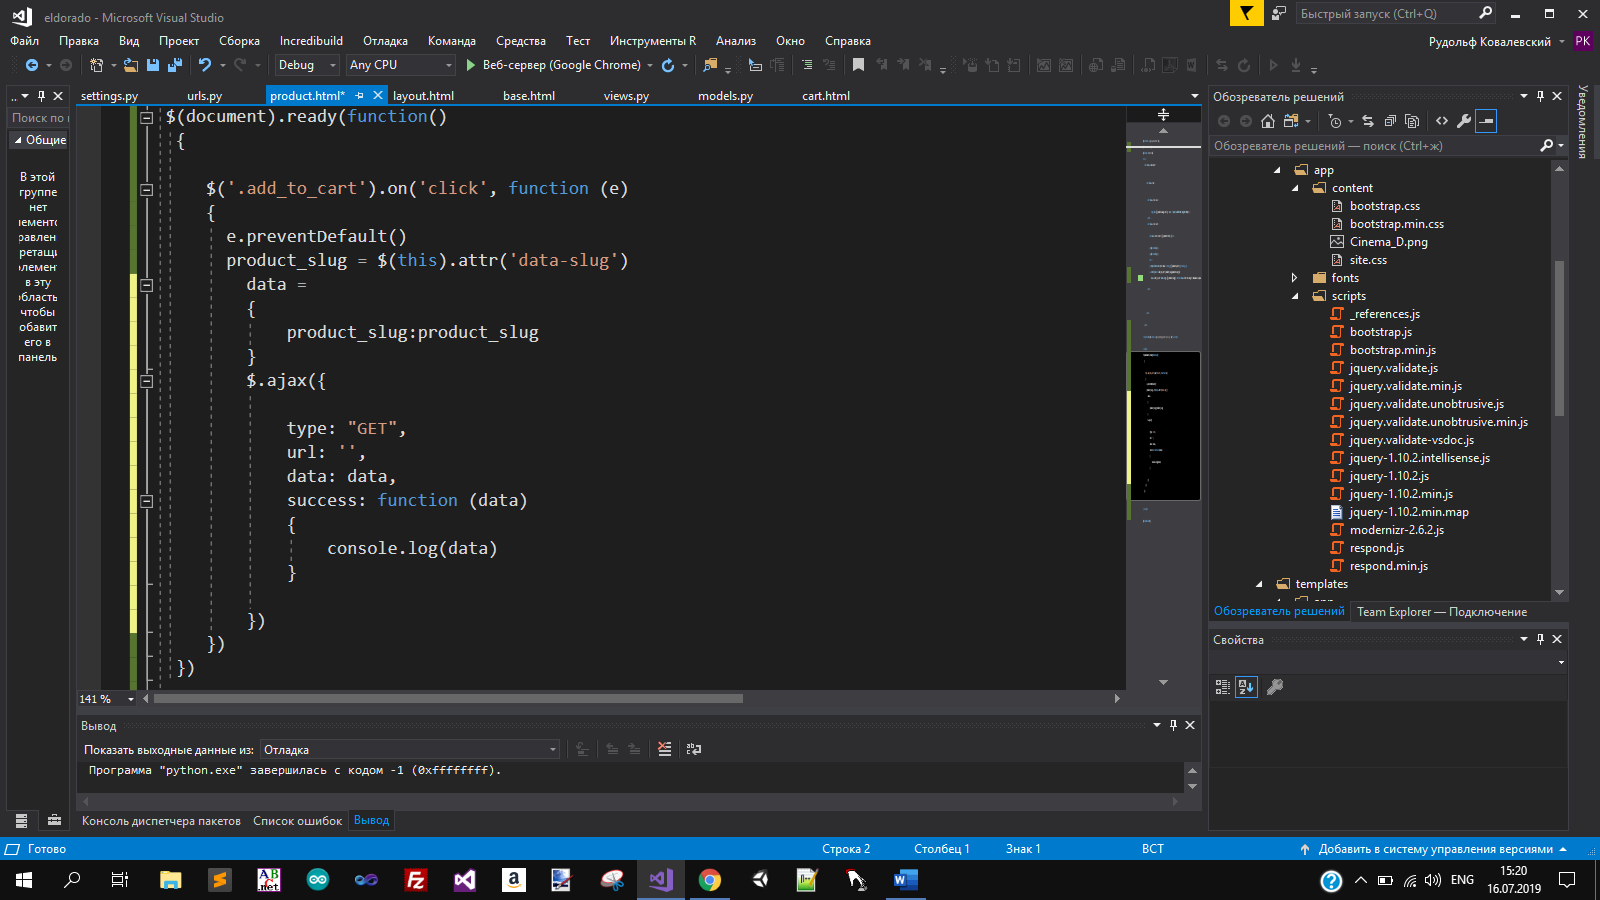 eldorado - Microsoft Visual Studio
Быстрый запуск (Ctrl+Q)
Файл Правка Вид Проект Сборка Incredibuild Отладка Команда Средства Тест Инструменты R Анализ Окно Справка
Рудольф Ковалевский PK
Debug Any CPU Веб-сервер (Google Chrome)
settings.py urls.py product.html* layout.html base.html views.py models.py cart.html
Поиск по
Общие
В этой
группе
нет
в эту
чтобы
его в
панель
$(document).ready(function()
{
$('.add_to_cart').on('click', function (e)
{
e.preventDefault()
product_slug = $(this).attr('data-slug')
data =
{
product_slug:product_slug
}
$.ajax({
type: "GET",
url: '',
data: data,
success: function (data)
{
console.log(data)
}
})
})
})
141 %
Вывод
Показать выходные данные из: Отладка
Программа "python.exe" завершилась с кодом -1 (0xffffffff).
Консоль диспетчера пакетов Список ошибок Вывод
Обозреватель решений
Обозреватель решений — поиск (Ctrl+ж)
app
content
bootstrap.css
bootstrap.min.css
Cinema_D.png
site.css
fonts
scripts
_references.js
bootstrap.js
bootstrap.min.js
jquery.validate.js
jquery.validate.min.js
jquery.validate.unobtrusive.js
jquery.validate.unobtrusive.min.js
jquery.validate-vsdoc.js
jquery-1.10.2.intellisense.js
jquery-1.10.2.js
jquery-1.10.2.min.js
jquery-1.10.2.min.map
modernizr-2.6.2.js
respond.js
respond.min.js
templates
Обозреватель решений Team Explorer — Подключение
Свойства
Уведомления
Готово Строка 2 Столбец 1 Знак 1 ВСТ Добавить в систему управления версиями
ENG
15:20
16.07.2019